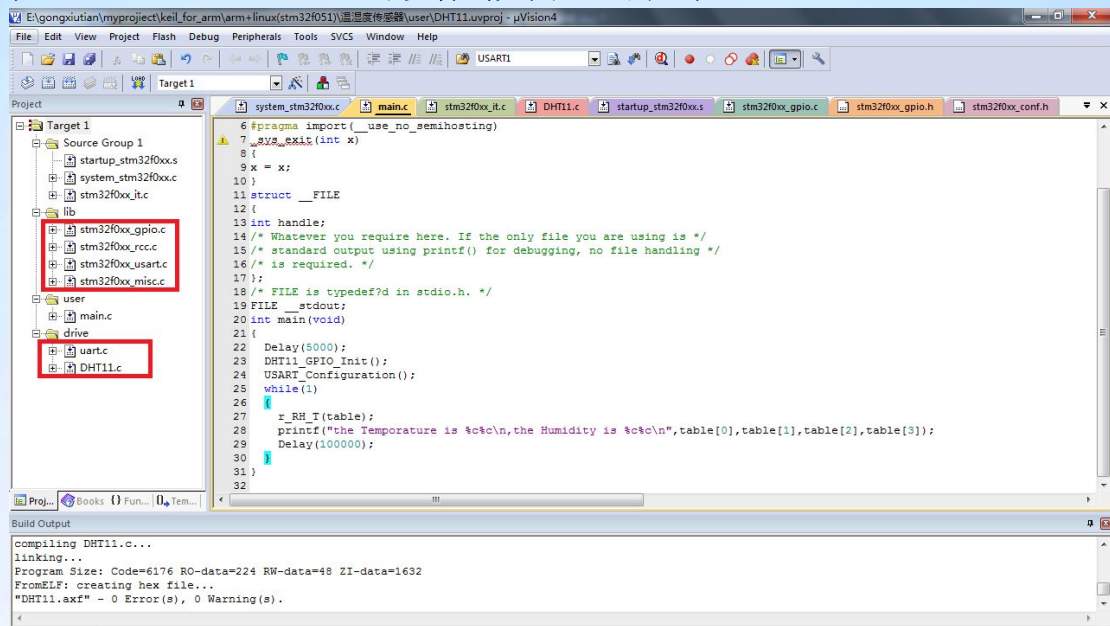 E:\gongxiutian\myproject\keil_for_arm\arm+linux(stm32f051)\温湿度传感器\user\DHT11.uvproj - µVision4
File Edit View Project Flash Debug Peripherals Tools SVCS Window Help
USART1
Target 1
Project
system_stm32f0xx.c main.c stm32f0xx_it.c DHT11.c startup_stm32f0xx.s stm32f0xx_gpio.c stm32f0xx_gpio.h stm32f0xx_conf.h
Target 1
Source Group 1
startup_stm32f0xx.s
system_stm32f0xx.c
stm32f0xx_it.c
lib
stm32f0xx_gpio.c
stm32f0xx_rcc.c
stm32f0xx_usart.c
stm32f0xx_misc.c
user
main.c
drive
uart.c
DHT11.c
6 #pragma import(__use_no_semihosting)
7 _sys_exit(int x)
8 {
9 x = x;
10 }
11 struct __FILE
12 {
13 int handle;
14 /* Whatever you require here. If the only file you are using is */
15 /* standard output using printf() for debugging, no file handling */
16 /* is required. */
17 };
18 /* FILE is typedef?d in stdio.h. */
19 FILE __stdout;
20 int main(void)
21 {
22 Delay(5000);
23 DHT11_GPIO_Init();
24 USART_Configuration();
25 while(1)
26 {
27 r_RH_T(table);
28 printf("the Temporature is %c%c\n,the Humidity is %c%c\n",table[0],table[1],table[2],table[3]);
29 Delay(100000);
30 }
31 }
32
Proj... Books {} Fun... Tem...
Build Output
compiling DHT11.c...
linking...
Program Size: Code=6176 RO-data=224 RW-data=48 ZI-data=1632
FromELF: creating hex file...
"DHT11.axf" - 0 Error(s), 0 Warning(s).